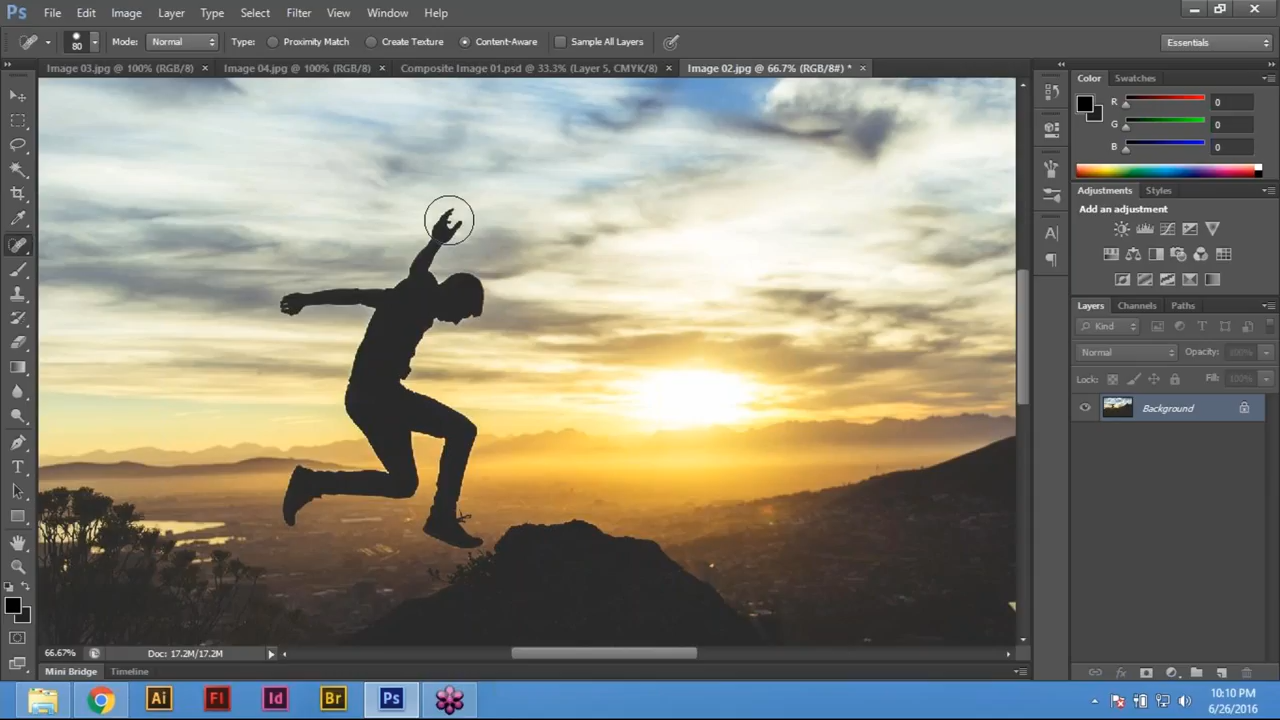 Ps File Edit Image Layer Type Select Filter View Window Help
80 Mode: Normal Type: Proximity Match Create Texture Content-Aware Sample All Layers Essentials
Image 03.jpg @ 100% (RGB/8) × Image 04.jpg @ 100% (RGB/8) × Composite Image 01.psd @ 33.3% (Layer 5, CMYK/8) × Image 02.jpg @ 66.7% (RGB/8#) * ×
Color Swatches
R 0
G 0
B 0
Adjustments Styles
Add an adjustment
Layers Channels Paths
Kind
Normal Opacity: 100%
Lock: Fill: 100%
Background
66.67% Doc: 17.2M/17.2M
Mini Bridge Timeline
Ai Fl Id Br Ps
10:10 PM
6/26/2016